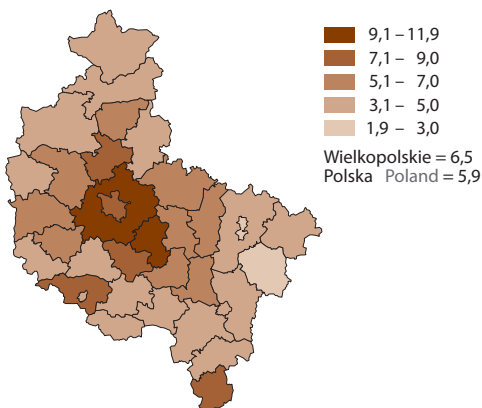 9,1 – 11,9
7,1 – 9,0
5,1 – 7,0
3,1 – 5,0
1,9 – 3,0
Wielkopolskie = 6,5
Polska Poland = 5,9